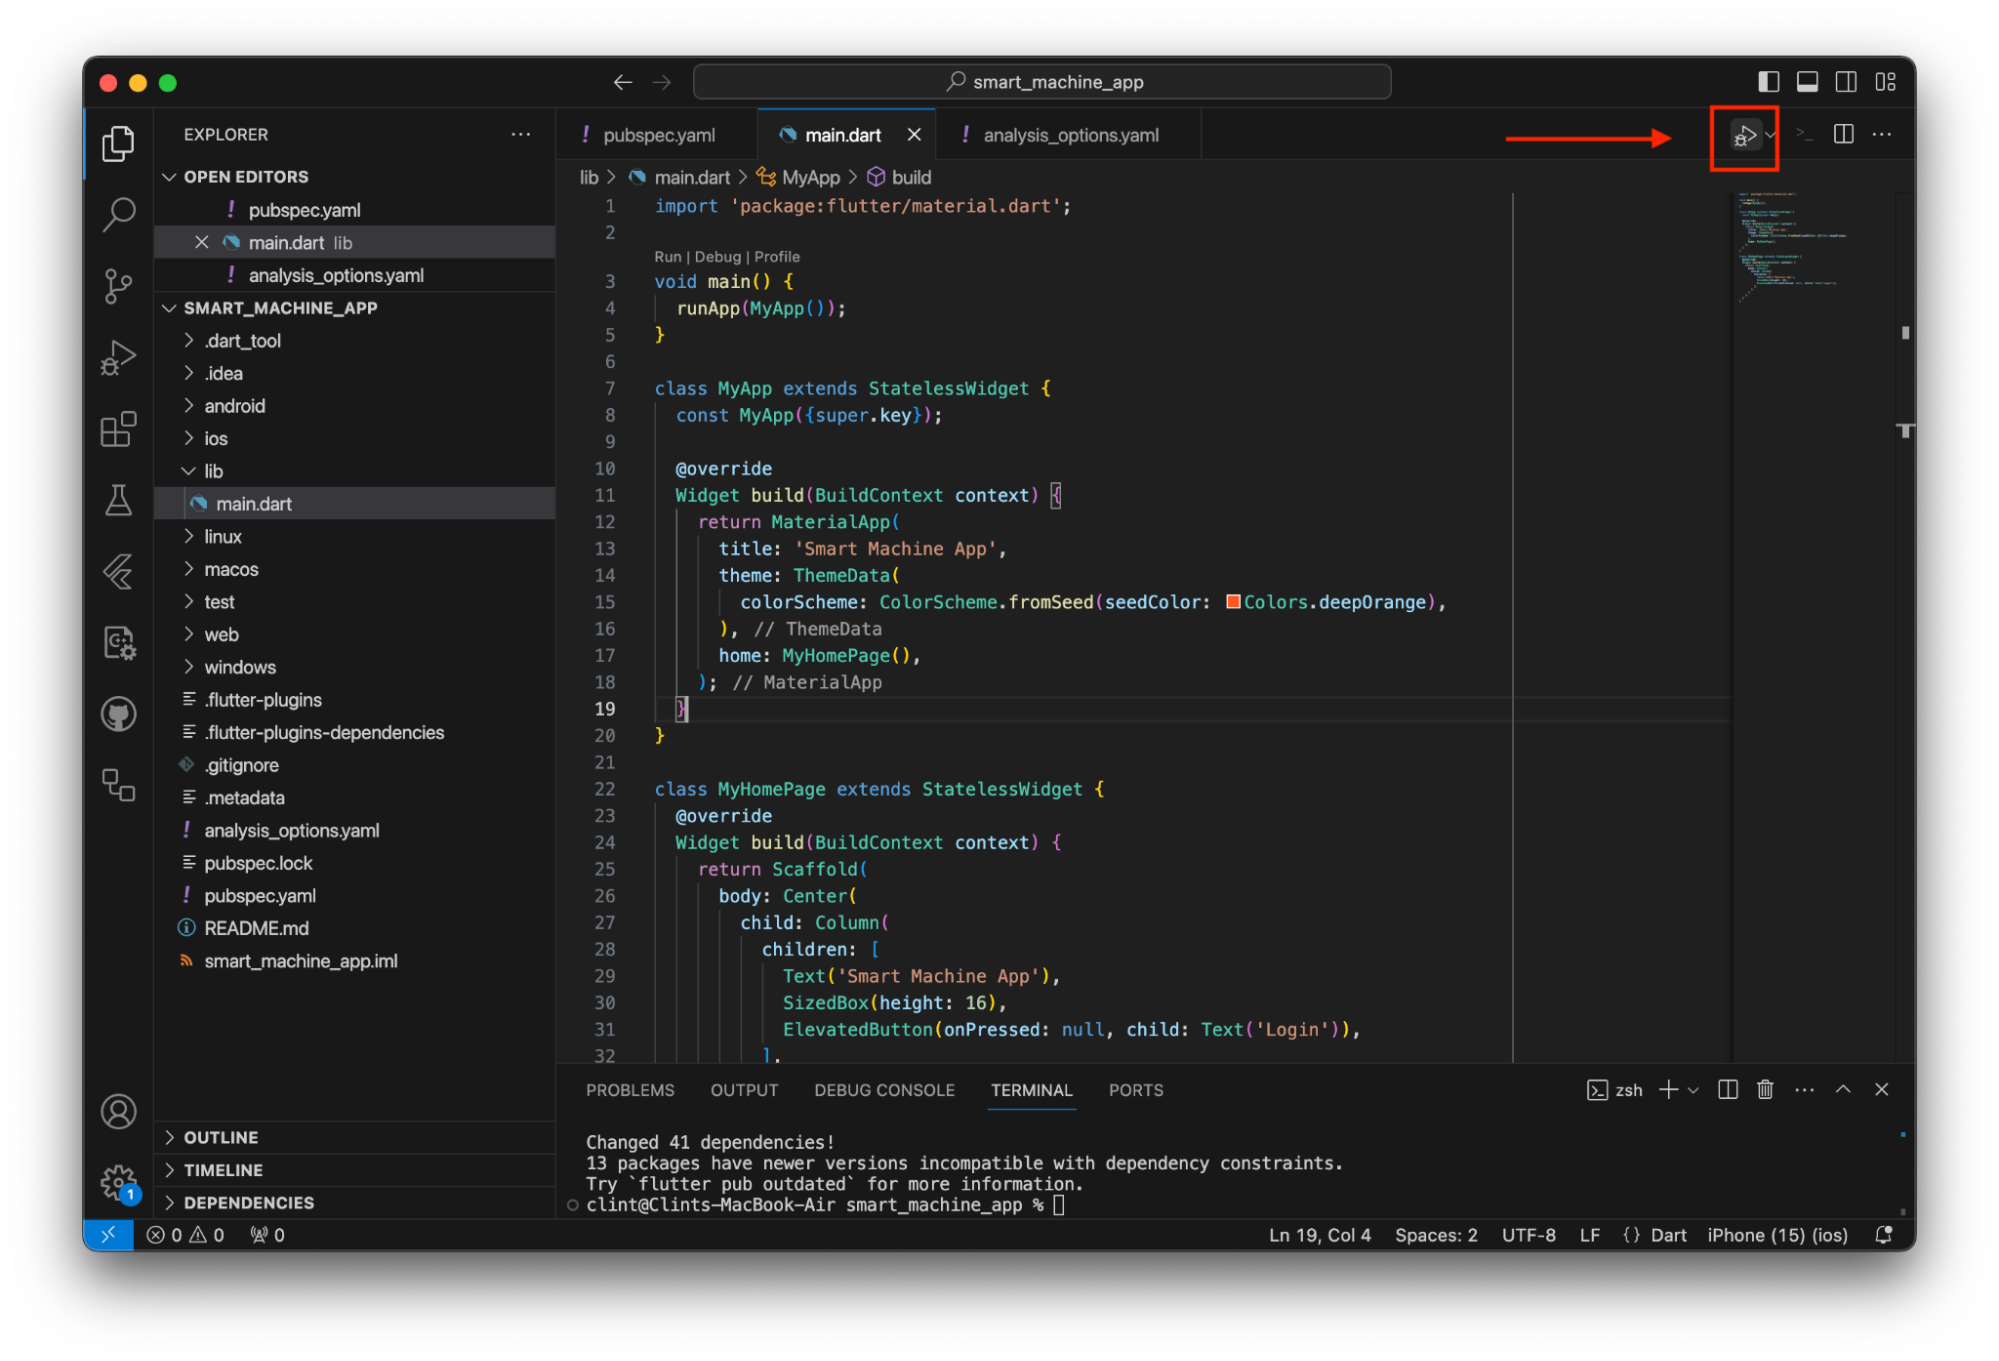 smart_machine_app
EXPLORER
OPEN EDITORS
pubspec.yaml
main.dart lib
analysis_options.yaml
SMART_MACHINE_APP
.dart_tool
.idea
android
ios
lib
main.dart
linux
macos
test
web
windows
.flutter-plugins
.flutter-plugins-dependencies
.gitignore
.metadata
analysis_options.yaml
pubspec.lock
pubspec.yaml
README.md
smart_machine_app.iml
OUTLINE
TIMELINE
DEPENDENCIES
! pubspec.yaml main.dart ! analysis_options.yaml
lib > main.dart > MyApp > build
1 import 'package:flutter/material.dart';
2
Run | Debug | Profile
3 void main() {
4 runApp(MyApp());
5 }
6
7 class MyApp extends StatelessWidget {
8 const MyApp({super.key});
9
10 @override
11 Widget build(BuildContext context) {
12 return MaterialApp(
13 title: 'Smart Machine App',
14 theme: ThemeData(
15 colorScheme: ColorScheme.fromSeed(seedColor: Colors.deepOrange),
16 ), // ThemeData
17 home: MyHomePage(),
18 ); // MaterialApp
19 }
20 }
21
22 class MyHomePage extends StatelessWidget {
23 @override
24 Widget build(BuildContext context) {
25 return Scaffold(
26 body: Center(
27 child: Column(
28 children: [
29 Text('Smart Machine App'),
30 SizedBox(height: 16),
31 ElevatedButton(onPressed: null, child: Text('Login')),
32 ],
PROBLEMS OUTPUT DEBUG CONSOLE TERMINAL PORTS
zsh
Changed 41 dependencies!
13 packages have newer versions incompatible with dependency constraints.
Try `flutter pub outdated` for more information.
clint@Clints-MacBook-Air smart_machine_app %
1
0 0 0
Ln 19, Col 4 Spaces: 2 UTF-8 LF {} Dart iPhone (15) (ios)